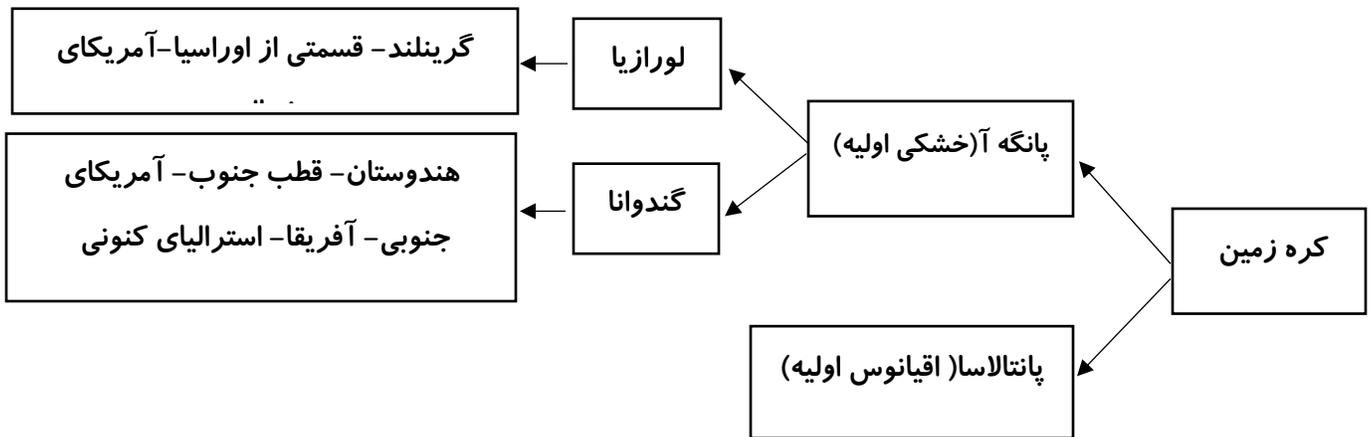 کره زمین
پانگه آ(خشکی اولیه)
پانتالاسا( اقیانوس اولیه)
لورازیا
گندوانا
گرینلند- قسمتی از اوراسیا-آمریکای
هندوستان- قطب جنوب- آمریکای
جنوبی- آفریقا- استرالیای کنونی